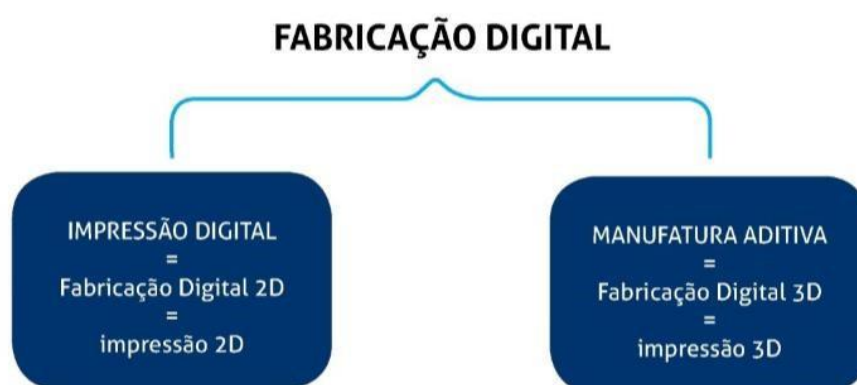 FABRICAÇÃO DIGITAL
IMPRESSÃO DIGITAL
=
Fabricação Digital 2D
=
impressão 2D
MANUFATURA ADITIVA
=
Fabricação Digital 3D
=
impressão 3D